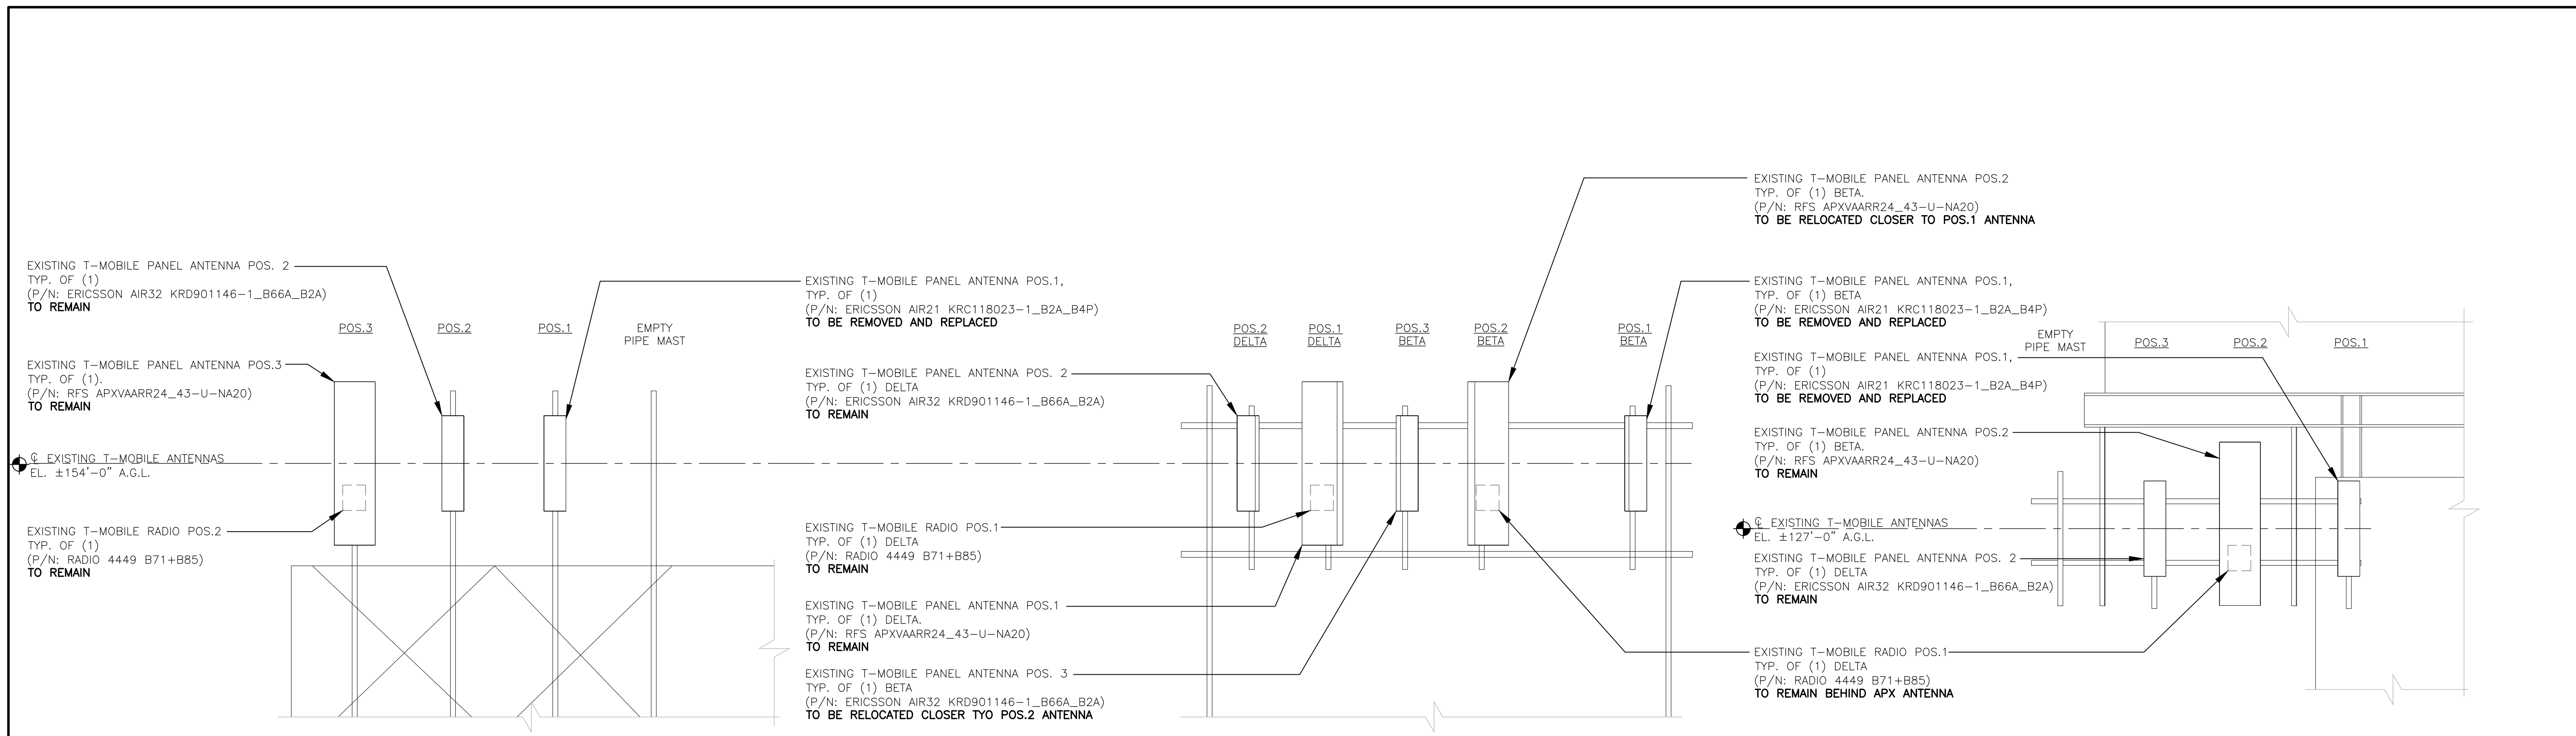 EXISTING T-MOBILE PANEL ANTENNA POS. 2
TYP. OF (1)
(P/N: ERICSSON AIR32 KRD901146-1_B66A_B2A)
TO REMAIN
EXISTING T-MOBILE PANEL ANTENNA POS.3
TYP. OF (1).
(P/N: RFS APXVAARR24_43-U-NA20)
TO REMAIN
℄ EXISTING T-MOBILE ANTENNAS
EL. ±154'-0" A.G.L.
EXISTING T-MOBILE RADIO POS.2
TYP. OF (1)
(P/N: RADIO 4449 B71+B85)
TO REMAIN
POS.3
POS.2
POS.1
EMPTY
PIPE MAST
EXISTING T-MOBILE PANEL ANTENNA POS.1,
TYP. OF (1)
(P/N: ERICSSON AIR21 KRC118023-1_B2A_B4P)
TO BE REMOVED AND REPLACED
EXISTING T-MOBILE PANEL ANTENNA POS. 2
TYP. OF (1) DELTA
(P/N: ERICSSON AIR32 KRD901146-1_B66A_B2A)
TO REMAIN
EXISTING T-MOBILE RADIO POS.1
TYP. OF (1) DELTA
(P/N: RADIO 4449 B71+B85)
TO REMAIN
EXISTING T-MOBILE PANEL ANTENNA POS.1
TYP. OF (1) DELTA.
(P/N: RFS APXVAARR24_43-U-NA20)
TO REMAIN
EXISTING T-MOBILE PANEL ANTENNA POS. 3
TYP. OF (1) BETA
(P/N: ERICSSON AIR32 KRD901146-1_B66A_B2A)
TO BE RELOCATED CLOSER TYO POS.2 ANTENNA
POS.2
DELTA
POS.1
DELTA
POS.3
BETA
POS.2
BETA
POS.1
BETA
EXISTING T-MOBILE PANEL ANTENNA POS.2
TYP. OF (1) BETA.
(P/N: RFS APXVAARR24_43-U-NA20)
TO BE RELOCATED CLOSER TO POS.1 ANTENNA
EXISTING T-MOBILE PANEL ANTENNA POS.1,
TYP. OF (1) BETA
(P/N: ERICSSON AIR21 KRC118023-1_B2A_B4P)
TO BE REMOVED AND REPLACED
EXISTING T-MOBILE PANEL ANTENNA POS.1,
TYP. OF (1)
(P/N: ERICSSON AIR21 KRC118023-1_B2A_B4P)
TO BE REMOVED AND REPLACED
EXISTING T-MOBILE PANEL ANTENNA POS.2
TYP. OF (1) BETA.
(P/N: RFS APXVAARR24_43-U-NA20)
TO REMAIN
℄ EXISTING T-MOBILE ANTENNAS
EL. ±127'-0" A.G.L.
EXISTING T-MOBILE PANEL ANTENNA POS. 2
TYP. OF (1) DELTA
(P/N: ERICSSON AIR32 KRD901146-1_B66A_B2A)
TO REMAIN
EXISTING T-MOBILE RADIO POS.1
TYP. OF (1) DELTA
(P/N: RADIO 4449 B71+B85)
TO REMAIN BEHIND APX ANTENNA
EMPTY
PIPE MAST
POS.3
POS.2
POS.1